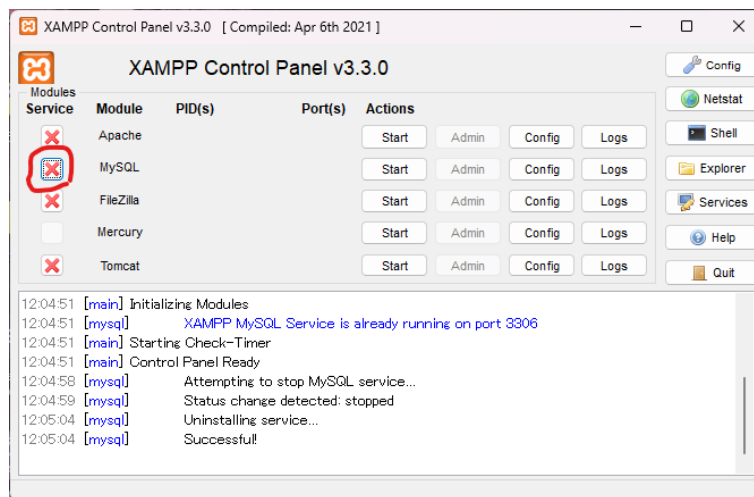 XAMPP Control Panel v3.3.0 [ Compiled: Apr 6th 2021 ]
XAMPP Control Panel v3.3.0
Config
Modules
Netstat
Service Module PID(s) Port(s) Actions
Apache Start Admin Config Logs
Shell
MySQL Start Admin Config Logs
Explorer
FileZilla Start Admin Config Logs
Services
Mercury Start Admin Config Logs
Help
Tomcat Start Admin Config Logs
Quit
12:04:51 [main] Initializing Modules
12:04:51 [mysql] XAMPP MySQL Service is already running on port 3306
12:04:51 [main] Starting Check-Timer
12:04:51 [main] Control Panel Ready
12:04:58 [mysql] Attempting to stop MySQL service...
12:04:59 [mysql] Status change detected: stopped
12:05:04 [mysql] Uninstalling service...
12:05:04 [mysql] Successful!